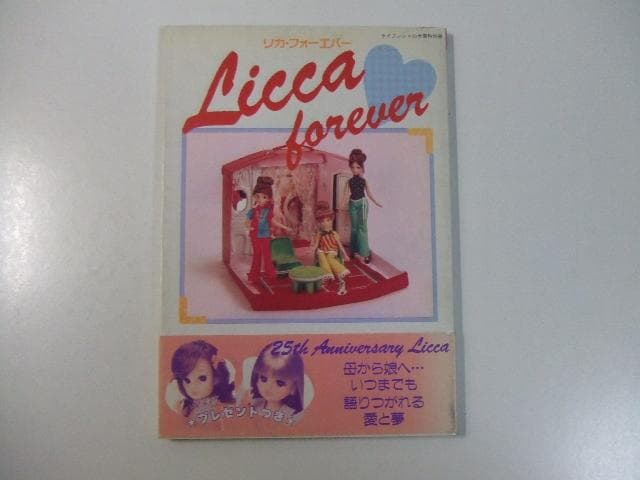 リカ・フォーエバー
Licca
forever
25th Anniversary Licca
母から娘へ…
いつまでも
語りつがれる
愛と夢
★プレゼントつき★